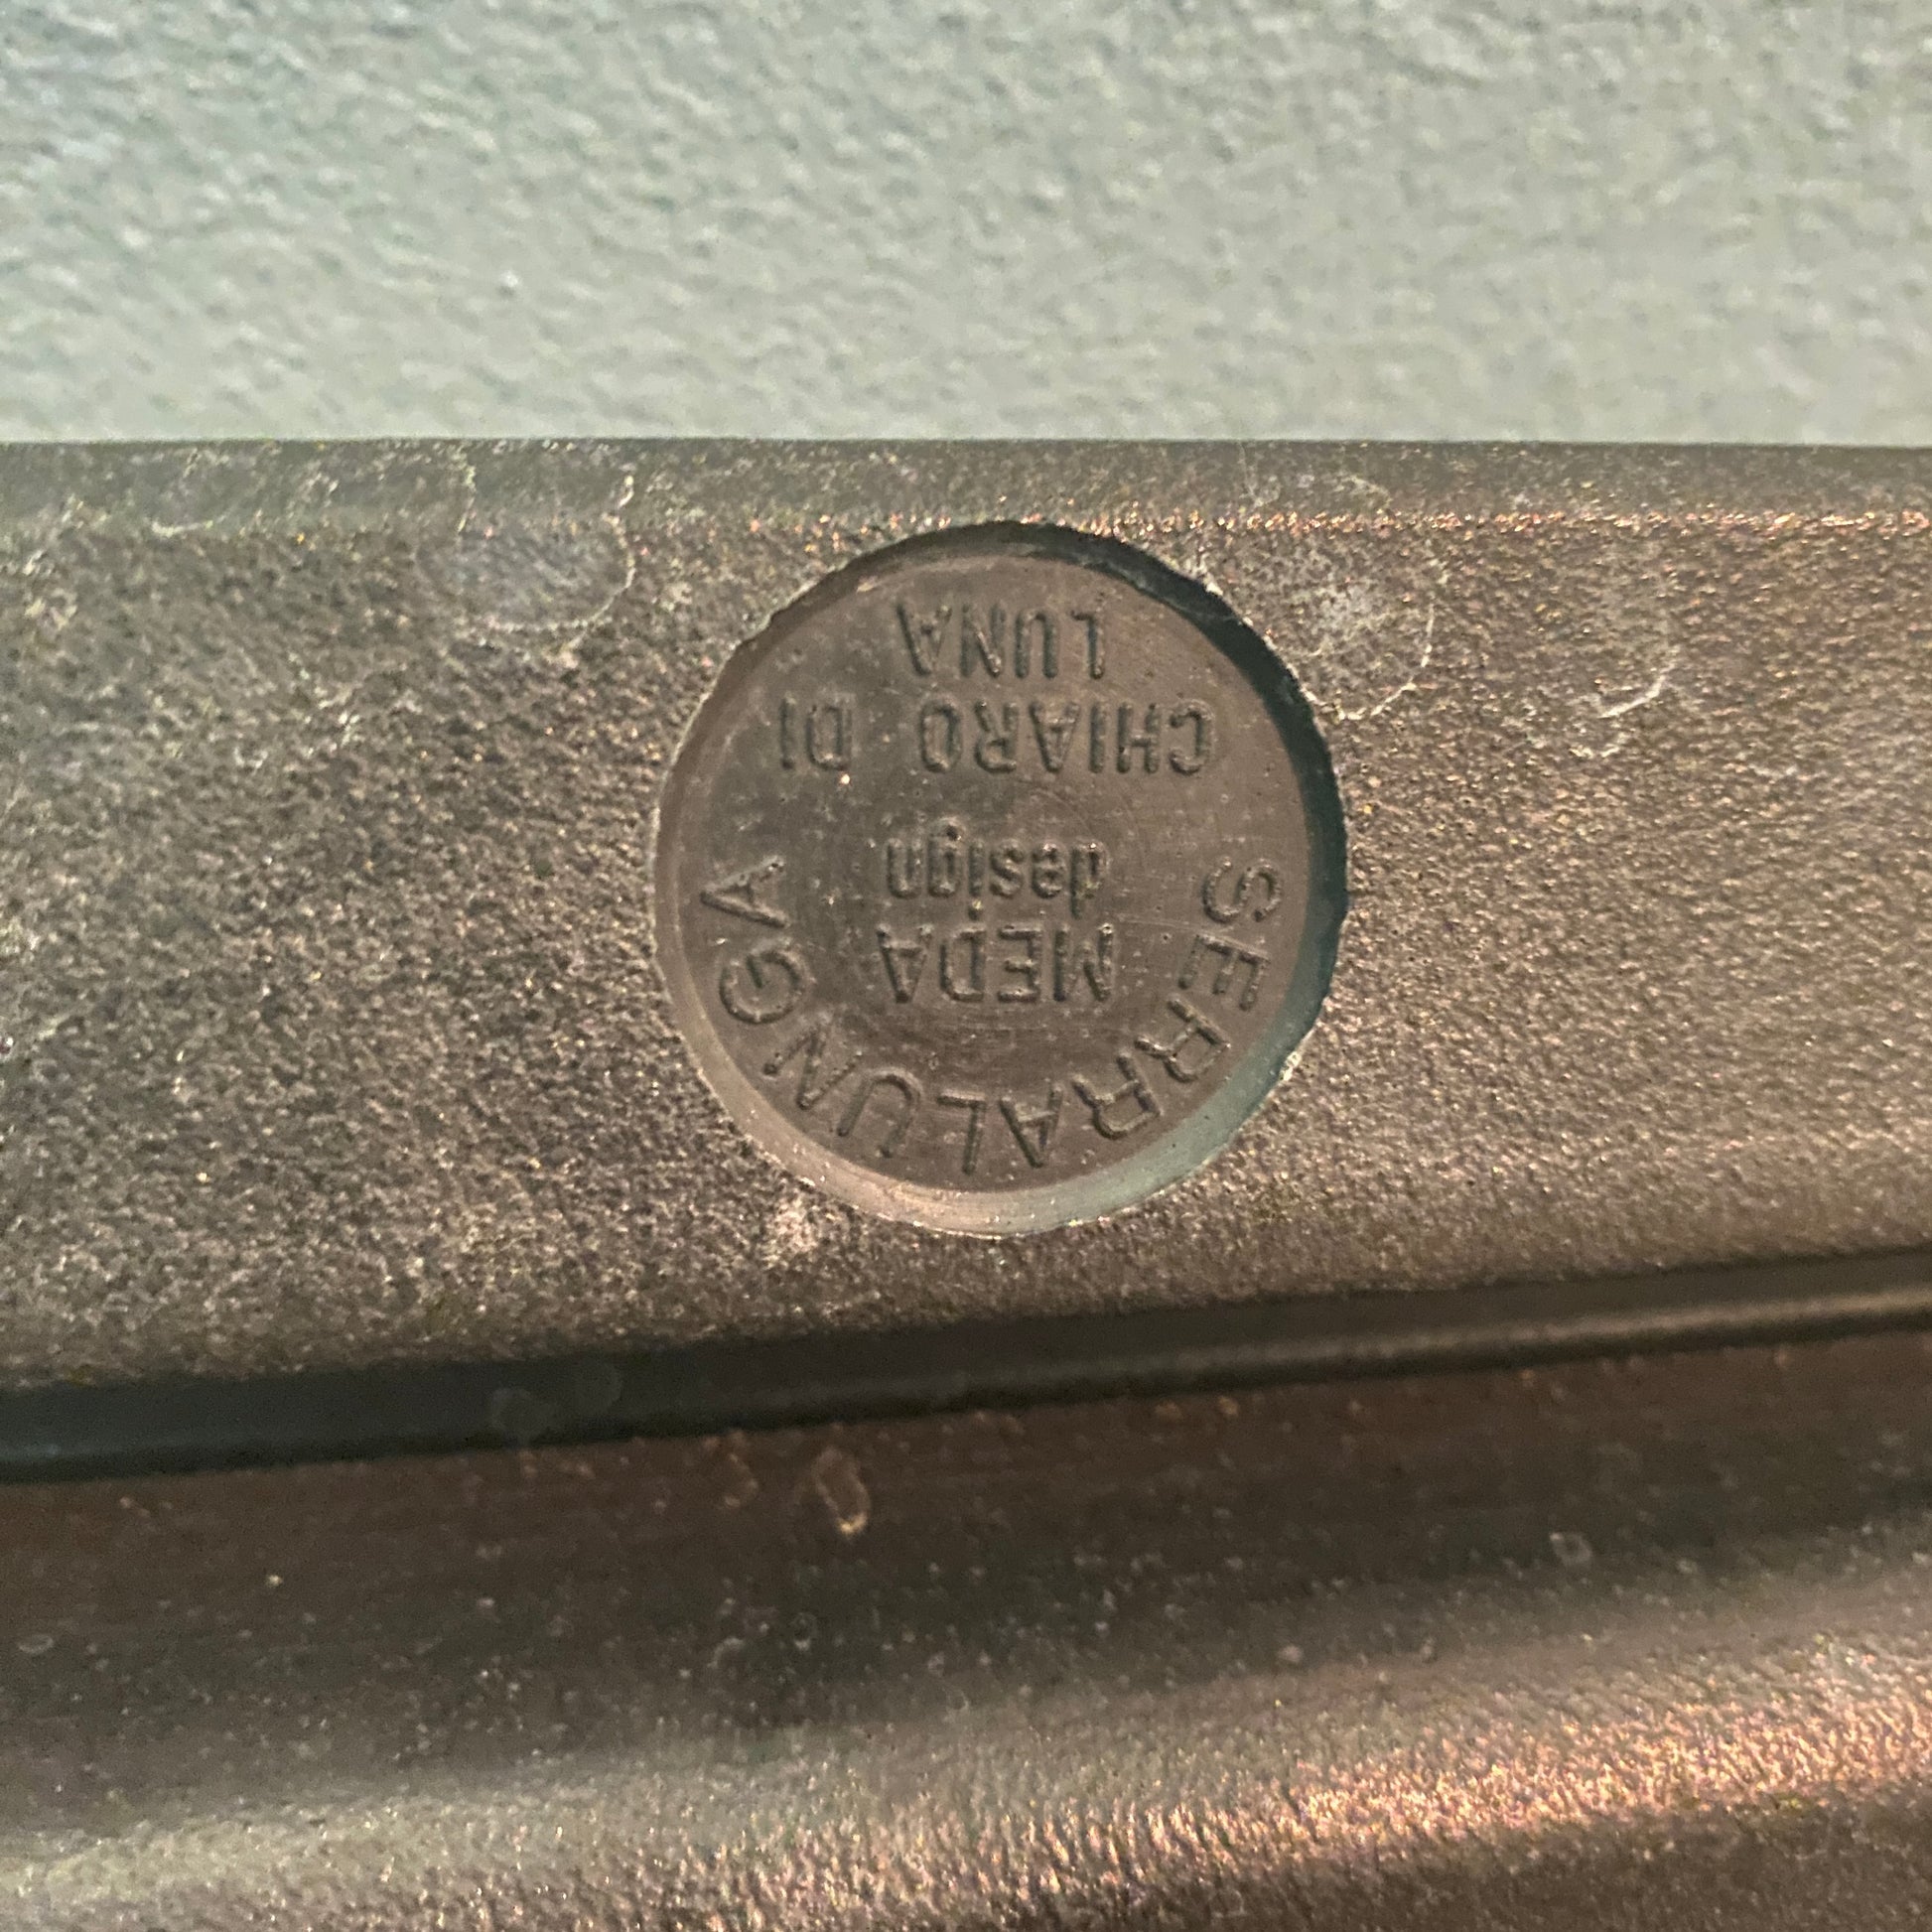 SERRALUNGA
MEDA
design
CHIARO DI
LUNA